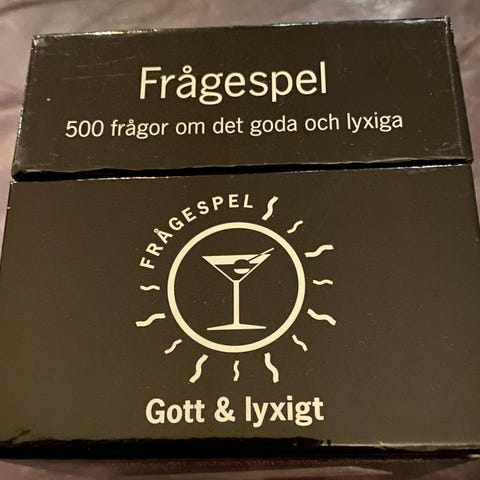 Frågespel
500 frågor om det goda och lyxiga
FRÅGESPEL
Gott & lyxigt